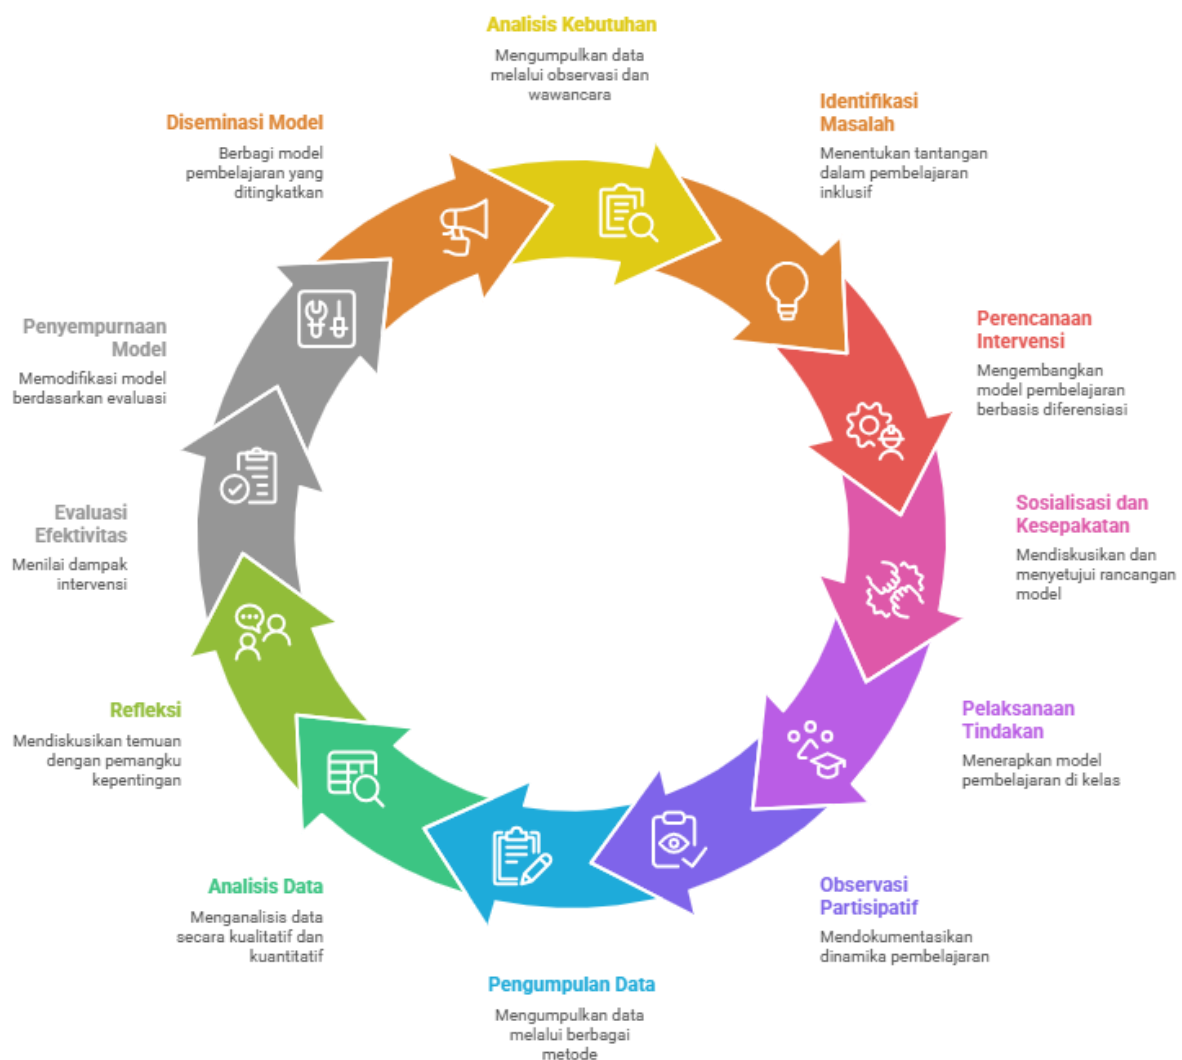 Analisis Kebutuhan
Mengumpulkan data
melalui observasi dan
wawancara
Identifikasi
Masalah
Menentukan tantangan
dalam pembelajaran
inklusif
Perencanaan
Intervensi
Mengembangkan
model pembelajaran
berbasis diferensiasi
Sosialisasi dan
Kesepakatan
Mendiskusikan dan
menyetujui rancangan
model
Pelaksanaan
Tindakan
Menerapkan model
pembelajaran di kelas
Observasi
Partisipatif
Mendokumentasikan
dinamika pembelajaran
Pengumpulan Data
Mengumpulkan data
melalui berbagai
metode
Analisis Data
Menganalisis data
secara kualitatif dan
kuantitatif
Refleksi
Mendiskusikan temuan
dengan pemangku
kepentingan
Evaluasi
Efektivitas
Menilai dampak
intervensi
Penyempurnaan
Model
Memodifikasi model
berdasarkan evaluasi
Diseminasi Model
Berbagi model
pembelajaran yang
ditingkatkan